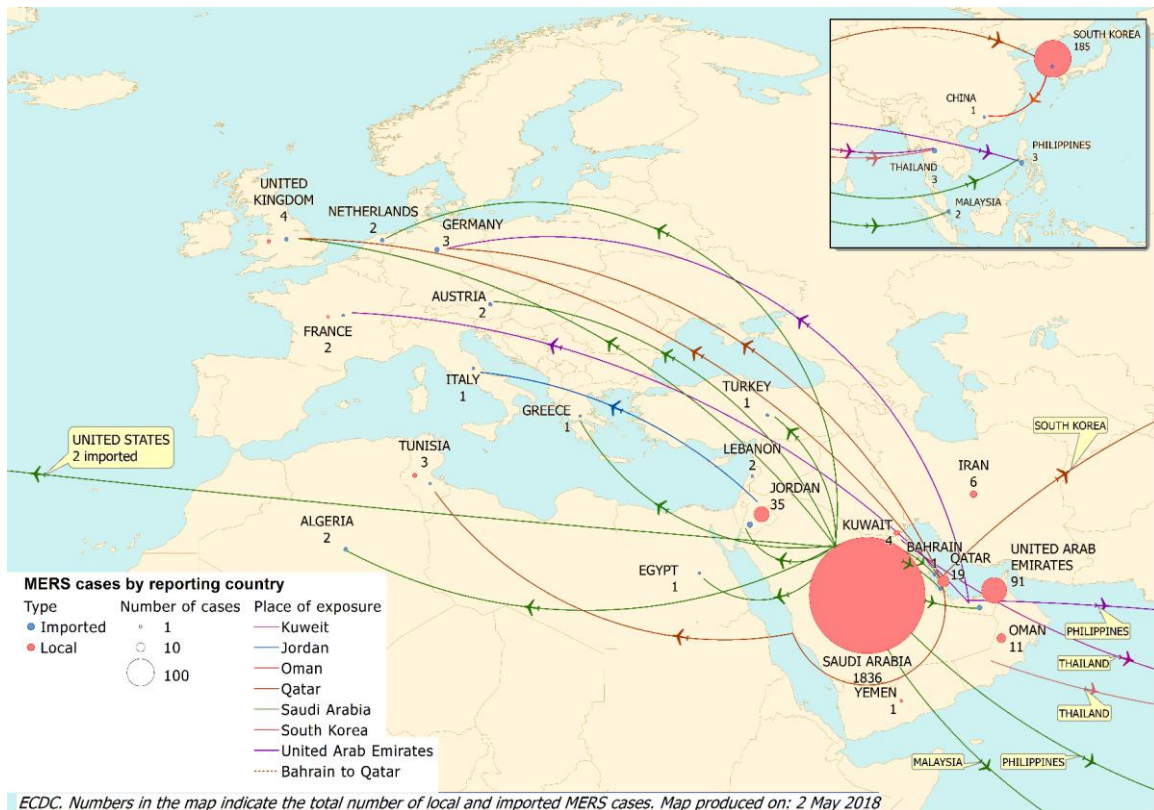 SOUTH KOREA
185
CHINA
1
PHILIPPINES
3
THAILAND
3
MALAYSIA
2
UNITED
KINGDOM
4
NETHERLANDS
2
GERMANY
3
AUSTRIA
2
FRANCE
2
ITALY
1
GREECE
1
TURKEY
1
UNITED STATES
2 imported
TUNISIA
3
LEBANON
2
JORDAN
35
SOUTH KOREA
IRAN
6
ALGERIA
2
KUWAIT
4
BAHRAIN
1
QATAR
19
UNITED ARAB
EMIRATES
91
EGYPT
1
PHILIPPINES
OMAN
11
THAILAND
SAUDI ARABIA
1836
YEMEN
1
THAILAND
MALAYSIA
PHILIPPINES
MERS cases by reporting country
Type
Imported
Local
Number of cases
1
10
100
Place of exposure
Kuweit
Jordan
Oman
Qatar
Saudi Arabia
South Korea
United Arab Emirates
Bahrain to Qatar
ECDC. Numbers in the map indicate the total number of local and imported MERS cases. Map produced on: 2 May 2018